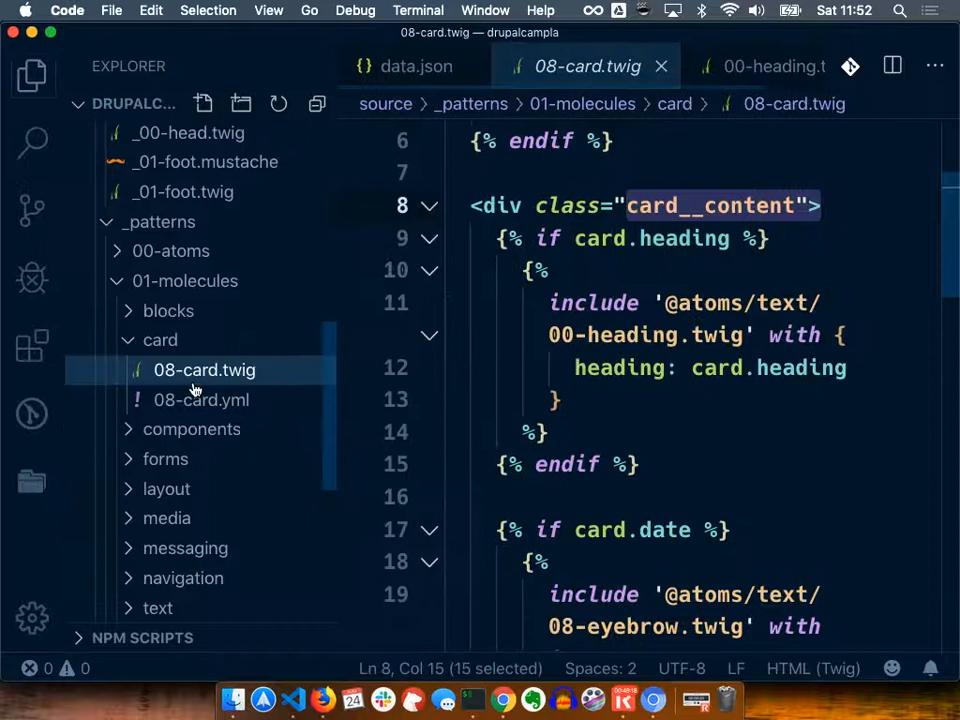 Code File Edit Selection View Go Debug Terminal Window Help Sat 11:52
08-card.twig — drupalcampla
EXPLORER
{} data.json
08-card.twig
00-heading.t
DRUPALC...
source > _patterns > 01-molecules > card > 08-card.twig
_00-head.twig
_01-foot.mustache
_01-foot.twig
_patterns
00-atoms
01-molecules
blocks
card
08-card.twig
! 08-card.yml
components
forms
layout
media
messaging
navigation
text
NPM SCRIPTS
6 {% endif %}
7
8 <div class="card__content">
9 {% if card.heading %}
10 {%
11 include '@atoms/text/
00-heading.twig' with {
12 heading: card.heading
13 }
14 %}
15 {% endif %}
16
17 {% if card.date %}
18 {%
19 include '@atoms/text/
08-eyebrow.twig' with
0 0 Ln 8, Col 15 (15 selected) Spaces: 2 UTF-8 LF HTML (Twig)
24
00:49:18